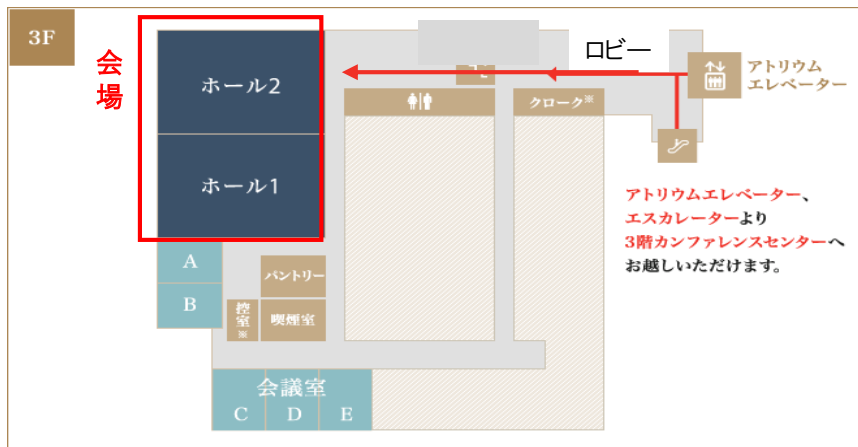 3F
会
場
ロビー
アトリウム
エレベーター
ホール2
クローク※
ホール1
アトリウムエレベーター、
エスカレーターより
3階カンファレンスセンターへ
お越しいただけます。
A
パントリー
B
控
室
※
喫煙室
会議室
C D E